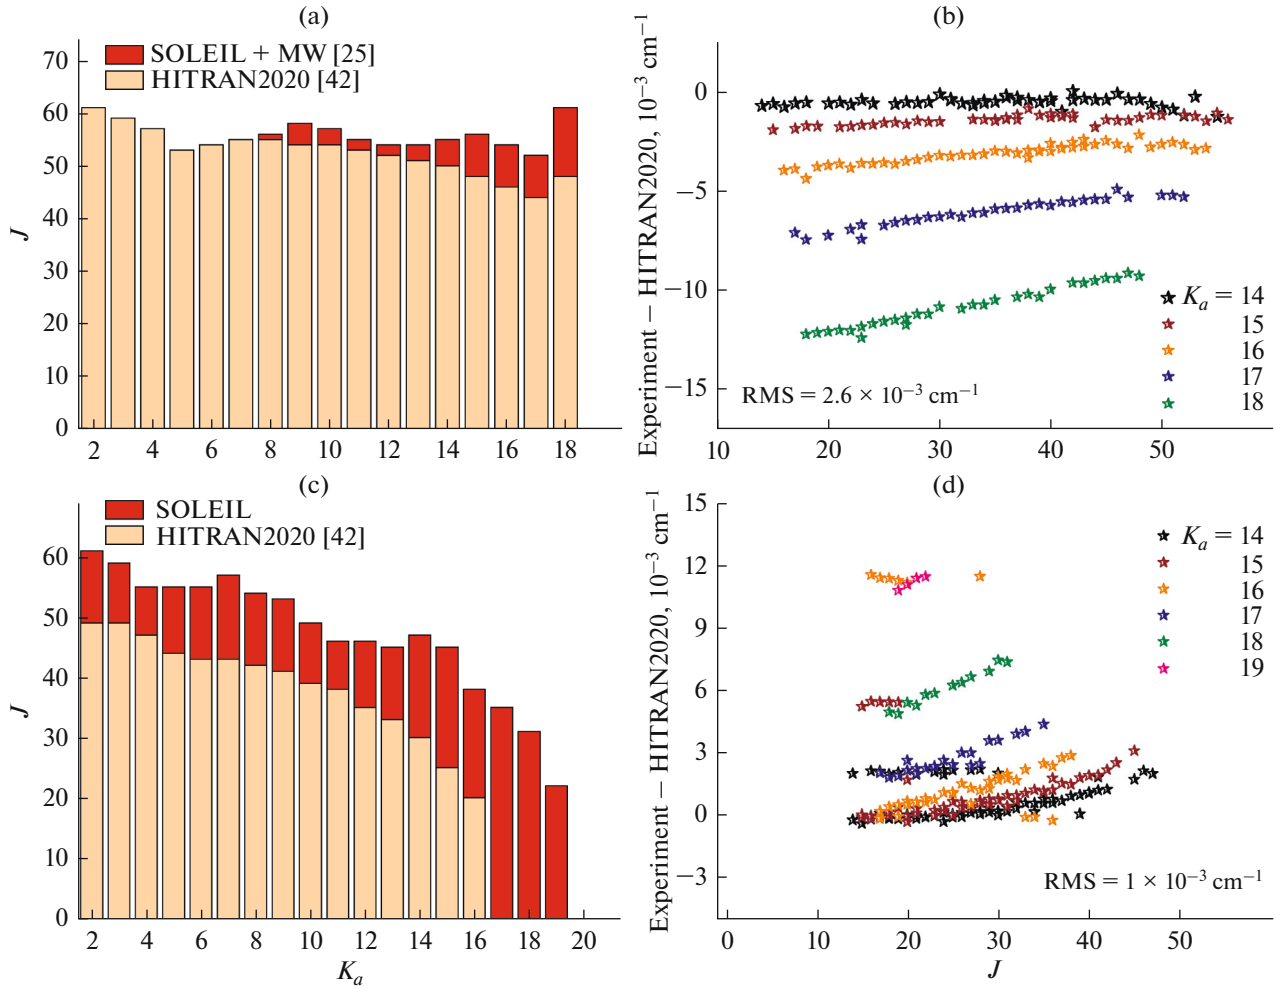 (a)
SOLEIL + MW [25]
HITRAN2020 [42]
70
60
50
40
30
20
10
0
J
2 4 6 8 10 12 14 16 18
(b)
Experiment − HITRAN2020, 10⁻³ cm⁻¹
0
−5
−10
−15
Kₐ = 14
15
16
17
18
RMS = 2.6 × 10⁻³ cm⁻¹
10 20 30 40 50
(c)
SOLEIL
HITRAN2020 [42]
60
50
40
30
20
10
0
J
2 4 6 8 10 12 14 16 18 20
Kₐ
(d)
Experiment − HITRAN2020, 10⁻³ cm⁻¹
15
12
9
6
3
0
−3
Kₐ = 14
15
16
17
18
19
RMS = 1 × 10⁻³ cm⁻¹
0 10 20 30 40 50
J